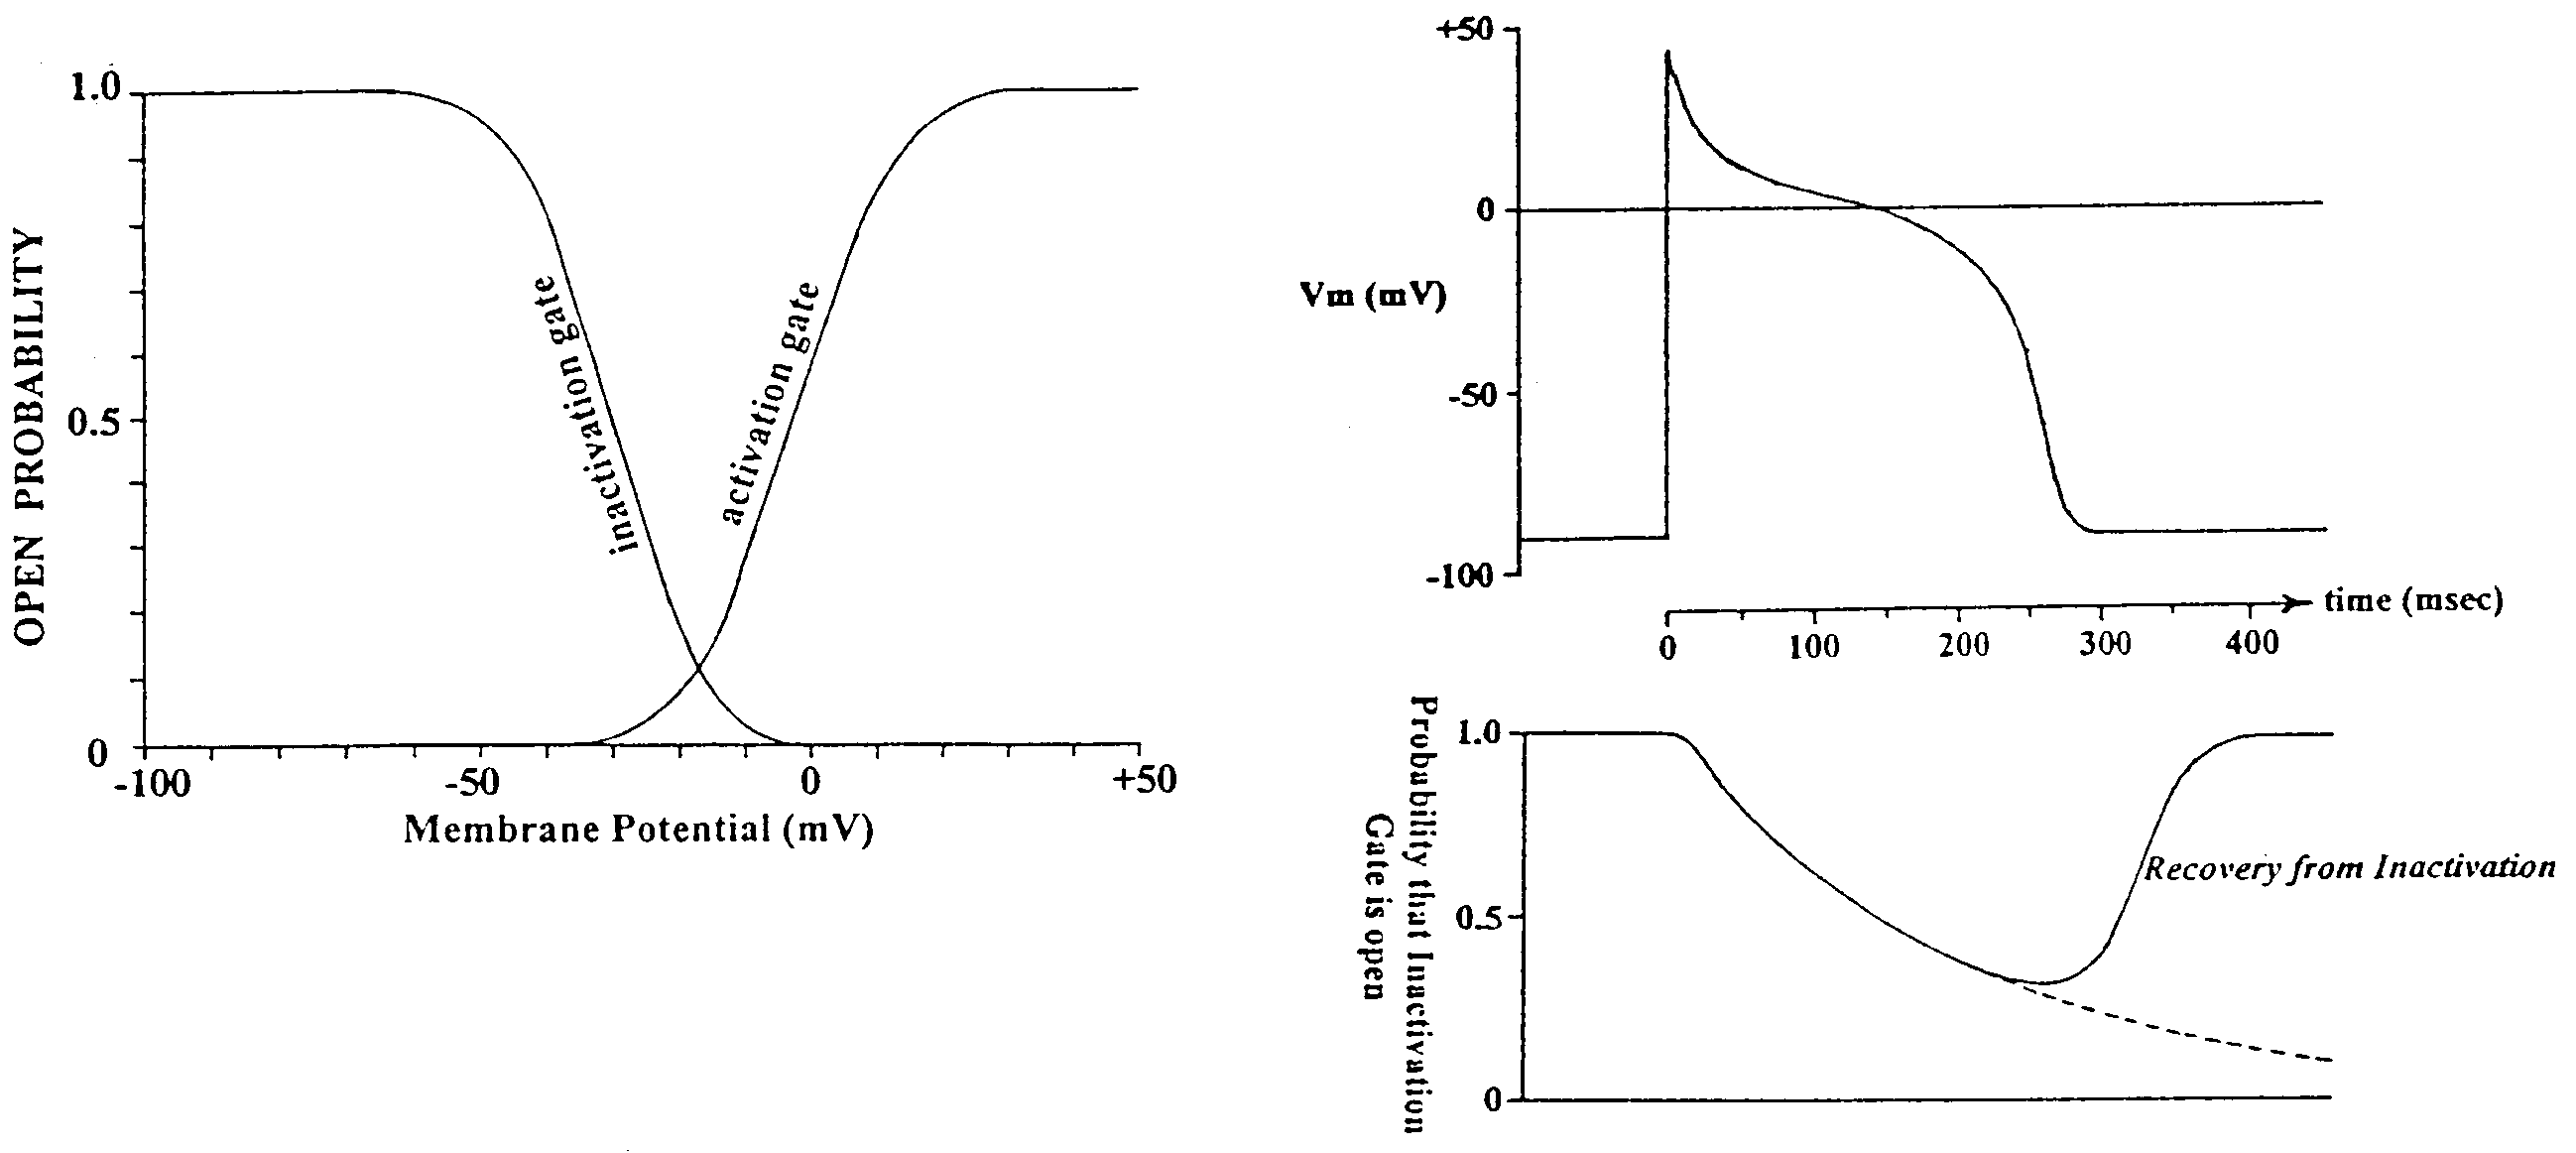 1.0
0.5
0
OPEN PROBABILITY
inactivation gate
activation gate
-100
-50
0
+50
Membrane Potential (mV)
+50
0
-50
-100
Vm (mV)
time (msec)
0
100
200
300
400
Probability that Inactivation
Gate is open
1.0
0.5
0
Recovery from Inactivation